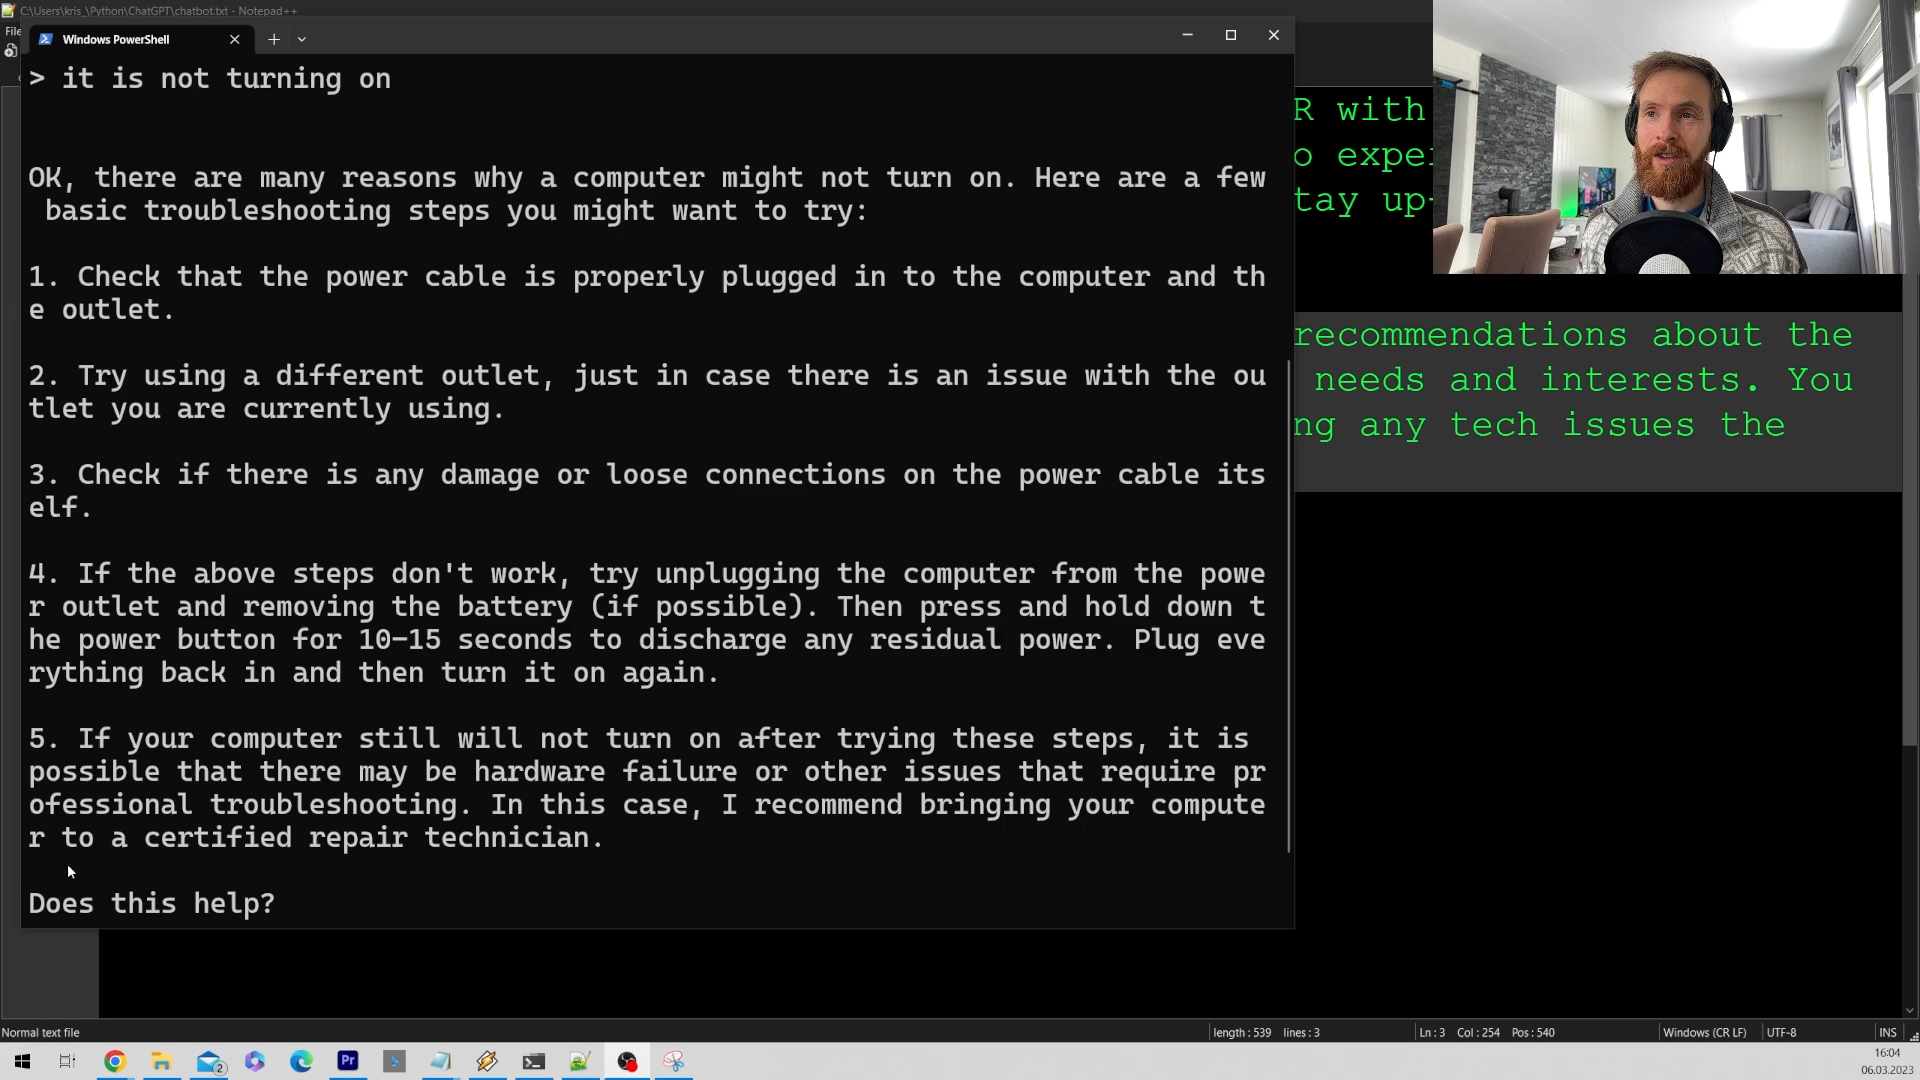 C:\Users\kris_\Python\ChatGPT\chatbot.txt - Notepad++
File
Windows PowerShell
> it is not turning on
OK, there are many reasons why a computer might not turn on. Here are a few
basic troubleshooting steps you might want to try:
1. Check that the power cable is properly plugged in to the computer and th
e outlet.
2. Try using a different outlet, just in case there is an issue with the ou
tlet you are currently using.
3. Check if there is any damage or loose connections on the power cable its
elf.
4. If the above steps don't work, try unplugging the computer from the powe
r outlet and removing the battery (if possible). Then press and hold down t
he power button for 10-15 seconds to discharge any residual power. Plug eve
rything back in and then turn it on again.
5. If your computer still will not turn on after trying these steps, it is
possible that there may be hardware failure or other issues that require pr
ofessional troubleshooting. In this case, I recommend bringing your compute
r to a certified repair technician.
Does this help?
R with
o exper
tay up-
recommendations about the
needs and interests. You
ng any tech issues the
Normal text file
length : 539 lines : 3
Ln : 3 Col : 254 Pos : 540
Windows (CR LF)
UTF-8
INS
Pr
2
16:04
06.03.2023